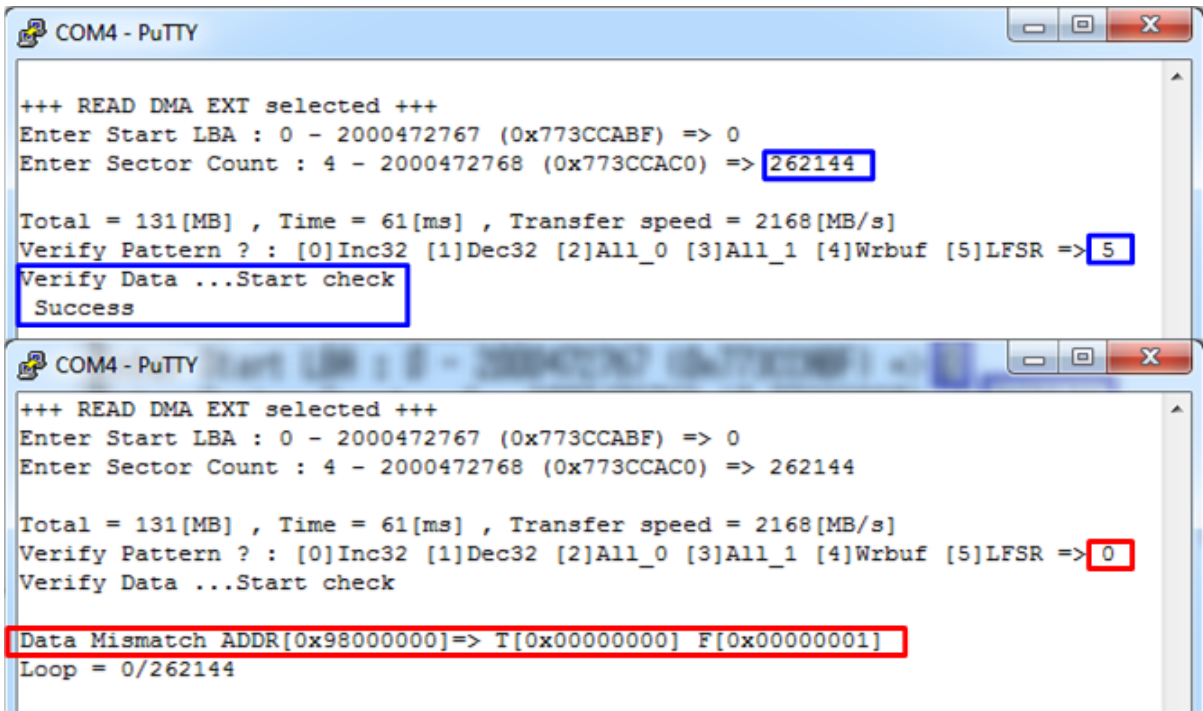 COM4 - PuTTY
+++ READ DMA EXT selected +++
Enter Start LBA : 0 - 2000472767 (0x773CCABF) => 0
Enter Sector Count : 4 - 2000472768 (0x773CCAC0) => 262144
Total = 131[MB] , Time = 61[ms] , Transfer speed = 2168[MB/s]
Verify Pattern ? : [0]Inc32 [1]Dec32 [2]All_0 [3]All_1 [4]Wrbuf [5]LFSR => 5
Verify Data ...Start check
Success
COM4 - PuTTY
+++ READ DMA EXT selected +++
Enter Start LBA : 0 - 2000472767 (0x773CCABF) => 0
Enter Sector Count : 4 - 2000472768 (0x773CCAC0) => 262144
Total = 131[MB] , Time = 61[ms] , Transfer speed = 2168[MB/s]
Verify Pattern ? : [0]Inc32 [1]Dec32 [2]All_0 [3]All_1 [4]Wrbuf [5]LFSR => 0
Verify Data ...Start check
Data Mismatch ADDR[0x98000000]=> T[0x00000000] F[0x00000001]
Loop = 0/262144